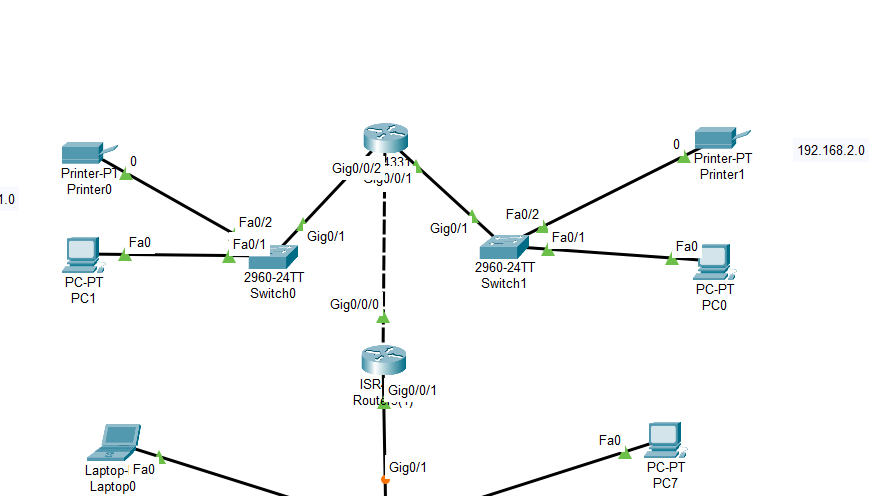 192.168.2.0
1.0
0
Printer-PT
Printer0
Fa0/2
Fa0
Fa0/1
PC-PT
PC1
Gig0/1
2960-24TT
Switch0
Gig0/0/2
4331
Gig0/0/1
Gig0/1
Fa0/2
Fa0/1
2960-24TT
Switch1
0
Printer-PT
Printer1
Fa0
PC-PT
PC0
Gig0/0/0
ISR
Gig0/0/1
Gig0/1
Fa0
Laptop0
Fa0
PC-PT
PC7